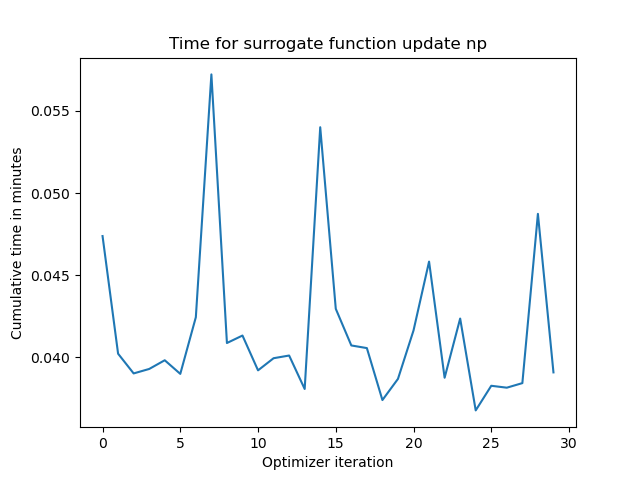 Time for surrogate function update np
Cumulative time in minutes
0.055
0.050
0.045
0.040
0 5 10 15 20 25 30
Optimizer iteration